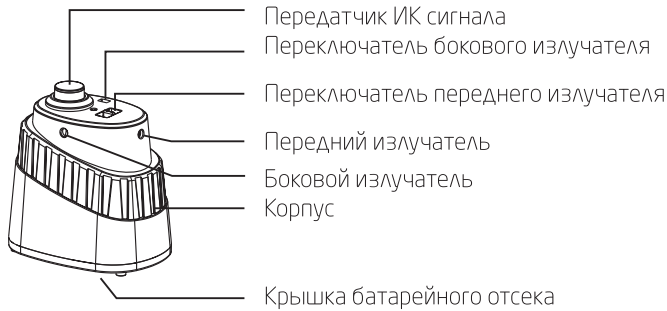 Передатчик ИК сигнала
Переключатель бокового излучателя
Переключатель переднего излучателя
Передний излучатель
Боковой излучатель
Корпус
Крышка батарейного отсека